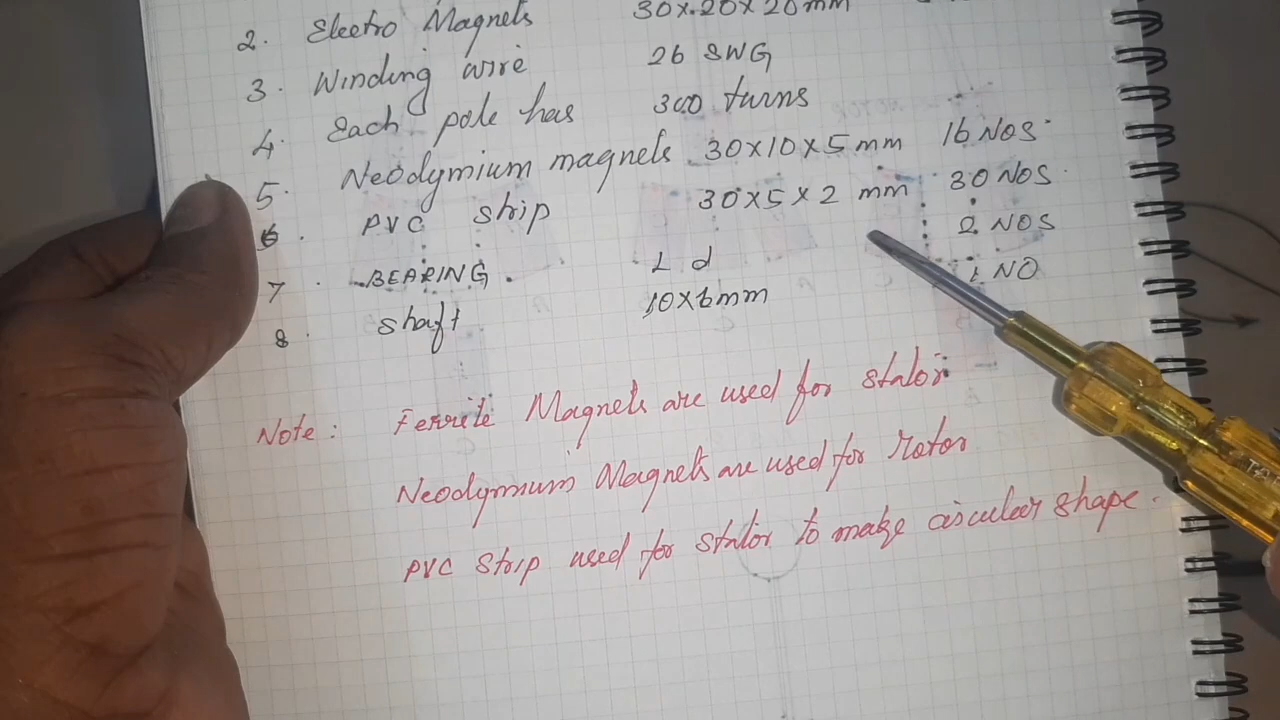 2. Electro Magnets 30x20x20mm
3. Winding wire 26 SWG
4. Each pole has 300 turns
5. Neodymium magnets 30x10x5 mm 16 NOS
6. PVC strip 30x5x2 mm 30 NOS
7. BEARING 2 NOS
8. Shaft 10x6mm 1 NO
Note: Ferrite Magnets are used for stator
Neodymium Magnets are used for rotor
PVC strip used for stator to make circular shape.